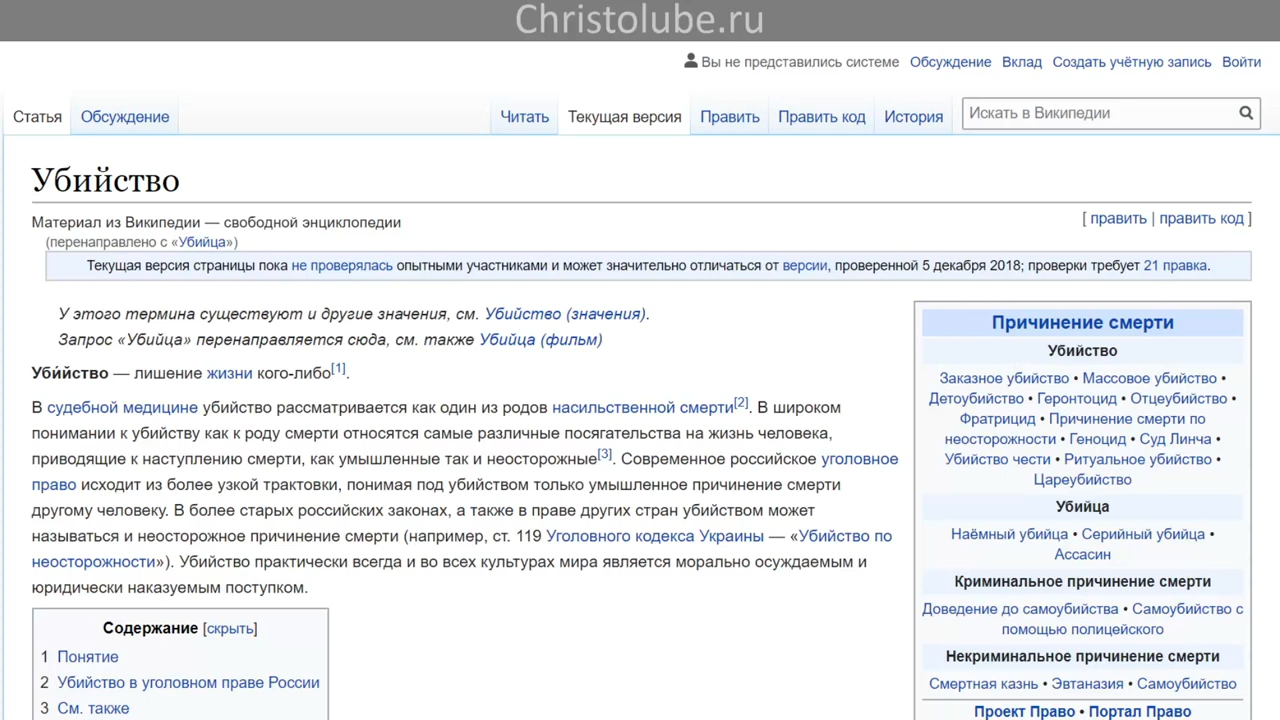 Christolube.ru
Вы не представились системе Обсуждение Вклад Создать учётную запись Войти
Статья Обсуждение Читать Текущая версия Править Править код История Искать в Википедии
Убийство
Материал из Википедии — свободной энциклопедии
[ править | править код ]
(перенаправлено с «Убийца»)
Текущая версия страницы пока не проверялась опытными участниками и может значительно отличаться от версии, проверенной 5 декабря 2018; проверки требует 21 правка.
У этого термина существуют и другие значения, см. Убийство (значения).
Запрос «Убийца» перенаправляется сюда, см. также Убийца (фильм)
Уби́йство — лишение жизни кого-либо[1].
В судебной медицине убийство рассматривается как один из родов насильственной смерти[2]. В широком
понимании к убийству как к роду смерти относятся самые различные посягательства на жизнь человека,
приводящие к наступлению смерти, как умышленные так и неосторожные[3]. Современное российское уголовное
право исходит из более узкой трактовки, понимая под убийством только умышленное причинение смерти
другому человеку. В более старых российских законах, а также в праве других стран убийством может
называться и неосторожное причинение смерти (например, ст. 119 Уголовного кодекса Украины — «Убийство по
неосторожности»). Убийство практически всегда и во всех культурах мира является морально осуждаемым и
юридически наказуемым поступком.
Содержание [скрыть]
1 Понятие
2 Убийство в уголовном праве России
3 См. также
Причинение смерти
Убийство
Заказное убийство • Массовое убийство •
Детоубийство • Геронтоцид • Отцеубийство •
Фратрицид • Причинение смерти по
неосторожности • Геноцид • Суд Линча •
Убийство чести • Ритуальное убийство •
Цареубийство
Убийца
Наёмный убийца • Серийный убийца •
Ассасин
Криминальное причинение смерти
Доведение до самоубийства • Самоубийство с
помощью полицейского
Некриминальное причинение смерти
Смертная казнь • Эвтаназия • Самоубийство
Проект Право • Портал Право